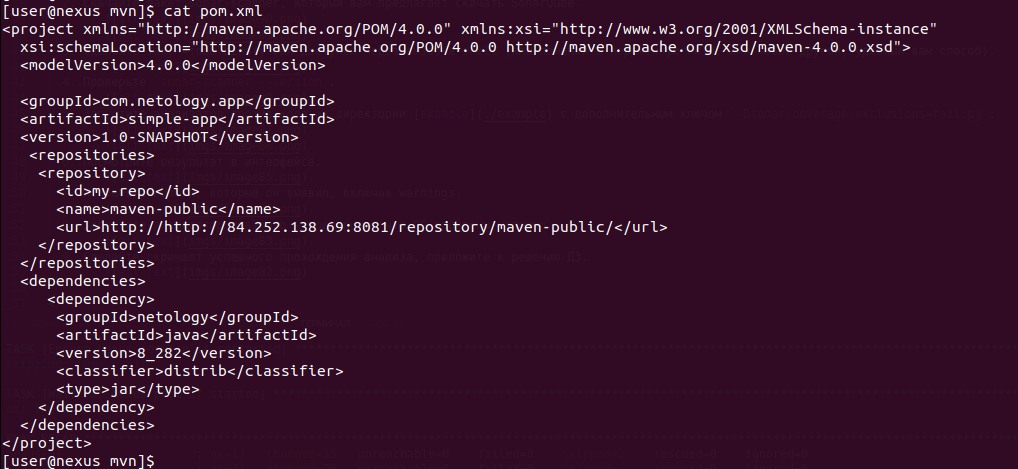 [user@nexus mvn]$ cat pom.xml
<project xmlns="http://maven.apache.org/POM/4.0.0" xmlns:xsi="http://www.w3.org/2001/XMLSchema-instance"
  xsi:schemaLocation="http://maven.apache.org/POM/4.0.0 http://maven.apache.org/xsd/maven-4.0.0.xsd">
  <modelVersion>4.0.0</modelVersion>

  <groupId>com.netology.app</groupId>
  <artifactId>simple-app</artifactId>
  <version>1.0-SNAPSHOT</version>
   <repositories>
    <repository>
      <id>my-repo</id>
      <name>maven-public</name>
      <url>http://http://84.252.138.69:8081/repository/maven-public/</url>
    </repository>
  </repositories>
  <dependencies>
     <dependency>
      <groupId>netology</groupId>
      <artifactId>java</artifactId>
      <version>8_282</version>
      <classifier>distrib</classifier>
      <type>jar</type>
    </dependency>
  </dependencies>
</project>
[user@nexus mvn]$